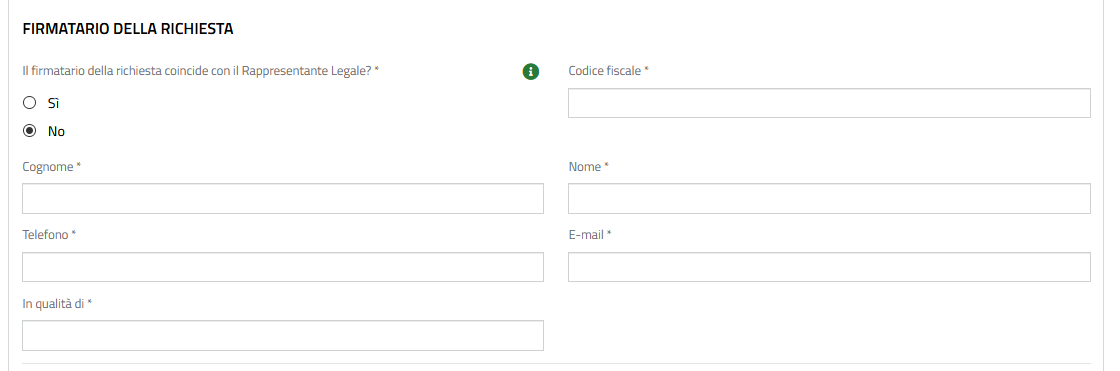 FIRMATARIO DELLA RICHIESTA
Il firmatario della richiesta coincide con il Rappresentante Legale? *
Codice fiscale *
Sì
No
Cognome *
Nome *
Telefono *
E-mail *
In qualità di *